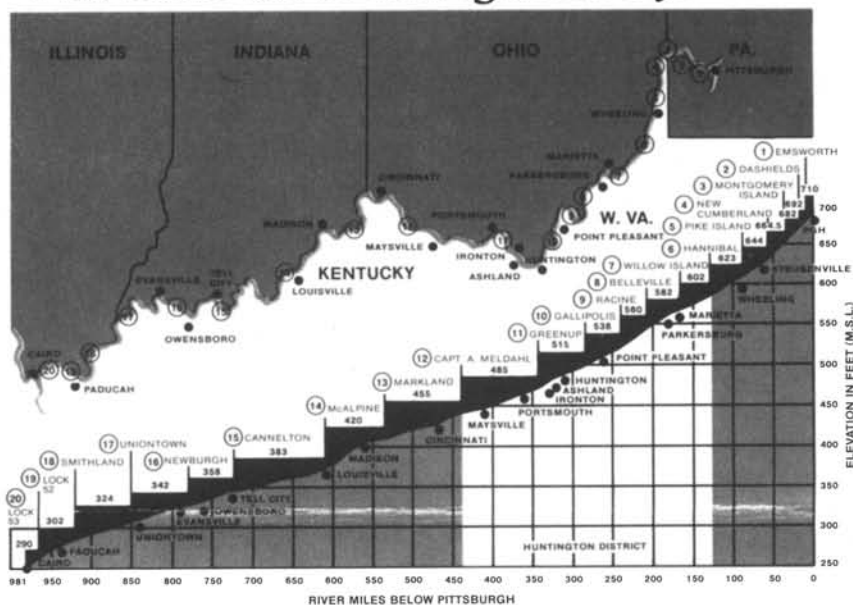 ILLINOIS
INDIANA
OHIO
PA.
PITTSBURGH
WHEELING
MARIETTA
PARKERSBURG
W. VA.
POINT PLEASANT
CINCINNATI
PORTSMOUTH
MADISON
MAYSVILLE
IRONTON
HUNTINGTON
ASHLAND
KENTUCKY
LOUISVILLE
EVANSVILLE
TELL
CITY
OWENSBORO
CAIRO
PADUCAH
1 EMSWORTH
710
2 DASHIELDS
692
3 MONTGOMERY
ISLAND
682
4 NEW
CUMBERLAND
664.5
5 PIKE ISLAND
644
6 HANNIBAL
623
7 WILLOW ISLAND
602
8 BELLEVILLE
582
9 RACINE
560
10 GALLIPOLIS
538
11 GREENUP
515
12 CAPT. A. MELDAHL
485
13 MARKLAND
455
14 McALPINE
420
15 CANNELTON
383
16 NEWBURGH
358
17 UNIONTOWN
342
18 SMITHLAND
324
19 LOCK
52
302
20 LOCK
53
290
PGH
STEUBENVILLE
WHEELING
MARIETTA
PARKERSBURG
POINT PLEASANT
HUNTINGTON
ASHLAND
IRONTON
PORTSMOUTH
MAYSVILLE
CINCINNATI
MADISON
LOUISVILLE
TELL CITY
OWENSBORO
EVANSVILLE
UNIONTOWN
PADUCAH
CAIRO
HUNTINGTON DISTRICT
700
650
600
550
500
450
400
350
300
250
ELEVATION IN FEET (M.S.L.)
981 950 900 850 800 750 700 650 600 550 500 450 400 350 300 250 200 150 100 50 0
RIVER MILES BELOW PITTSBURGH